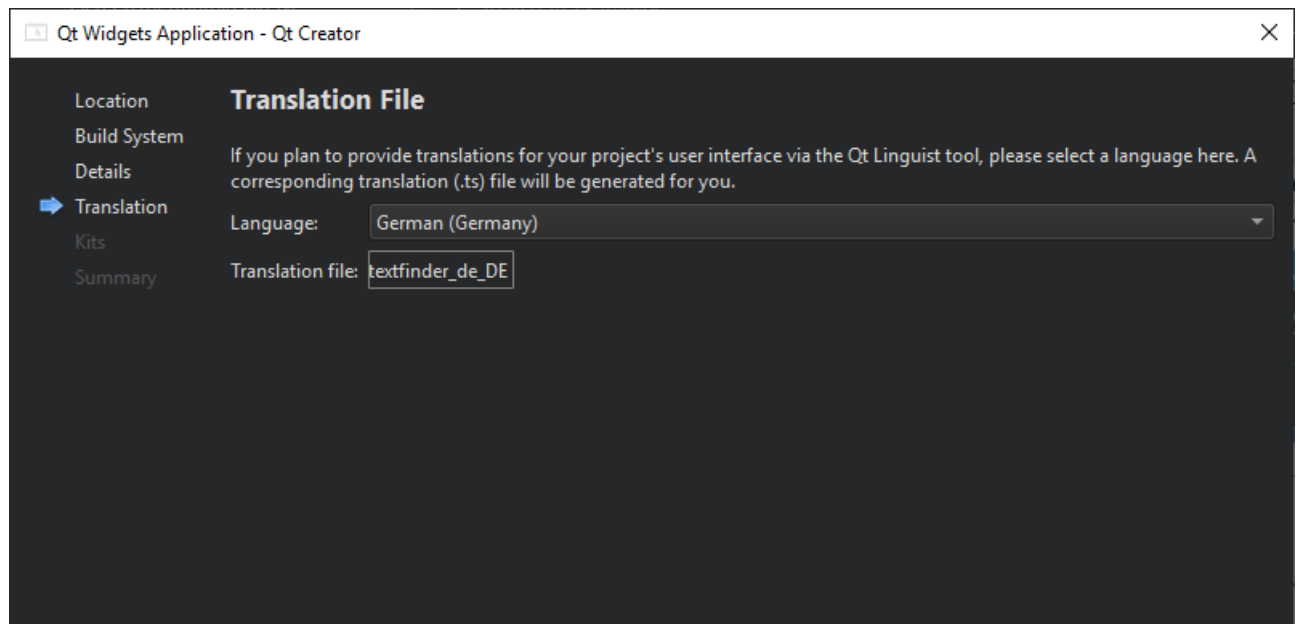 Qt Widgets Application - Qt Creator
Location
Build System
Details
Translation
Kits
Summary
Translation File
If you plan to provide translations for your project's user interface via the Qt Linguist tool, please select a language here. A
corresponding translation (.ts) file will be generated for you.
Language: German (Germany)
Translation file: textfinder_de_DE